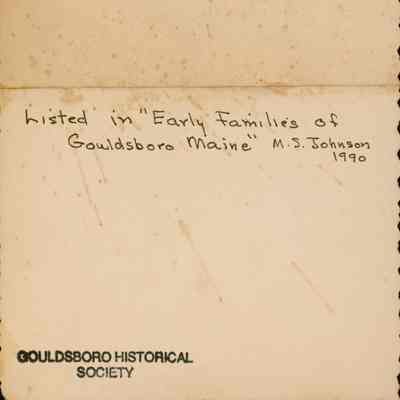 Listed in "Early Families of
Gouldsboro Maine" M.S. Johnson
1990
GOULDSBORO HISTORICAL
SOCIETY